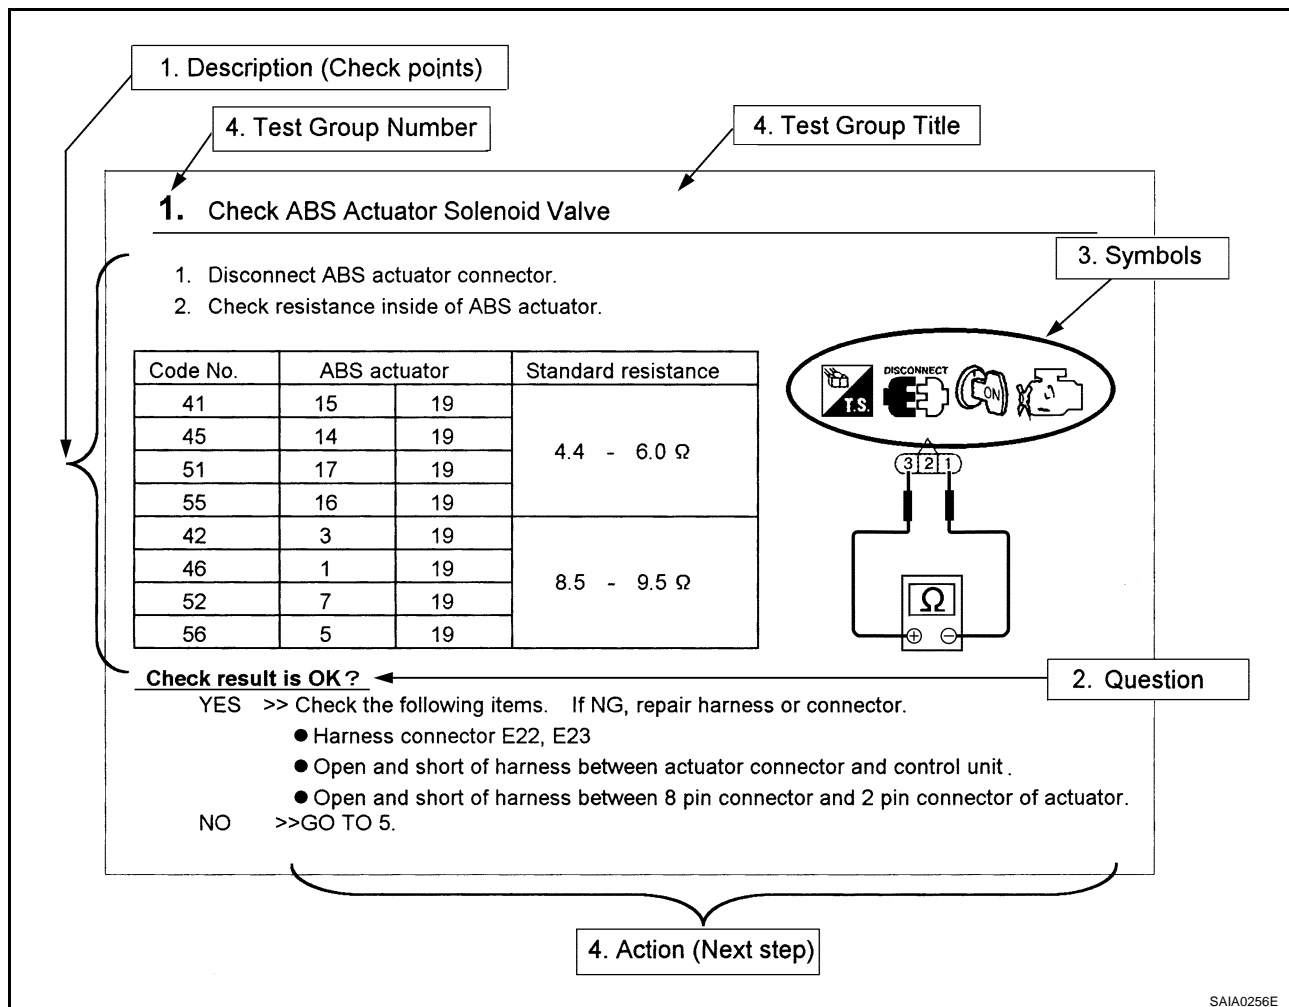 1. Description (Check points)
4. Test Group Number
4. Test Group Title
1. Check ABS Actuator Solenoid Valve
3. Symbols
1. Disconnect ABS actuator connector.
2. Check resistance inside of ABS actuator.
Code No. ABS actuator Standard resistance
41 15 19
45 14 19
4.4 - 6.0 Ω
51 17 19
55 16 19
42 3 19
46 1 19
8.5 - 9.5 Ω
52 7 19
56 5 19
DISCONNECT
T.S.
ON
3 2 1
Ω
+ −
Check result is OK?
2. Question
YES >> Check the following items. If NG, repair harness or connector.
● Harness connector E22, E23
● Open and short of harness between actuator connector and control unit.
● Open and short of harness between 8 pin connector and 2 pin connector of actuator.
NO >>GO TO 5.
4. Action (Next step)
SAIA0256E